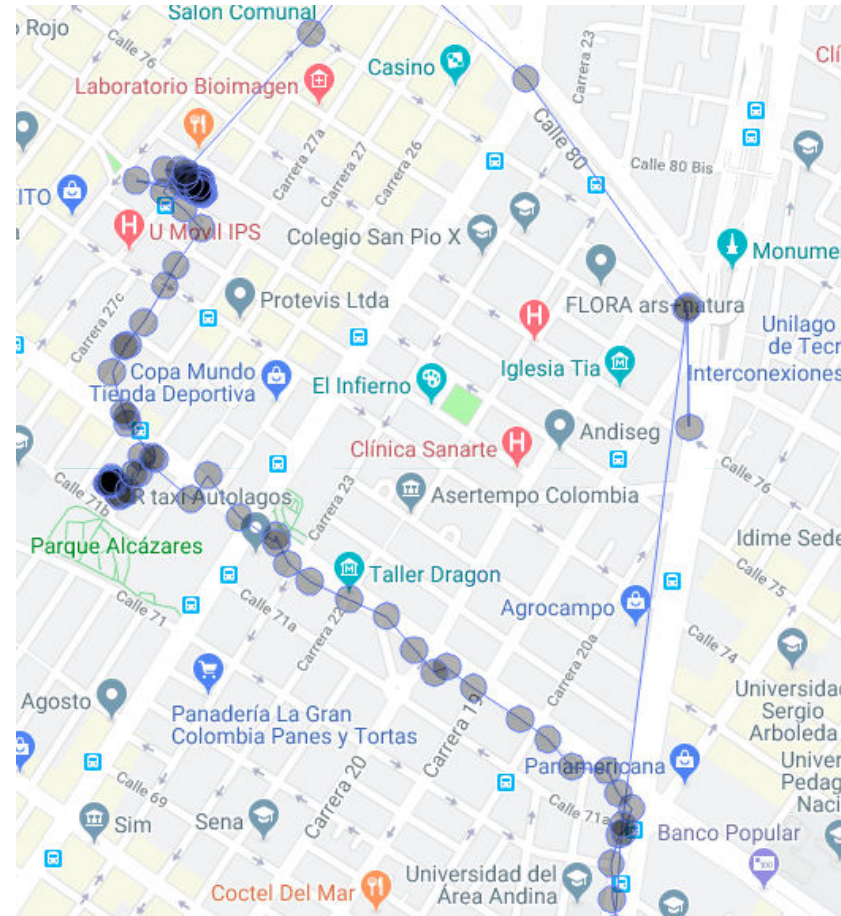 Salon Comunal
Rojo
Calle 76
Casino
Carrera 23
Clí
Laboratorio Bioimagen
Calle 80
Carrera 27a
Carrera 27
Carrera 26
Calle 80 Bis
EITO
U Movil IPS
Colegio San Pio X
Monume
Protevis Ltda
FLORA ars-natura
Carrera 27c
Unilago
de Tecr
Interconexiones
Copa Mundo
Tienda Deportiva
El Infierno
Iglesia Tia
Andiseg
Clínica Sanarte
Calle 76
Calle 71b
R taxi Autolagos
Carrera 23
Asertempo Colombia
Parque Alcázares
Idime Sede
Taller Dragon
Calle 75
Calle 71
Calle 71a
Carrera 22
Agrocampo
Carrera 20a
Calle 74
Agosto
Panadería La Gran
Colombia Panes y Tortas
Carrera 19
Universidad
Sergio
Arboleda
Carrera 20
Panamericana
Univer
Pedag
Naci
Calle 69
Calle 71a
Sim
Sena
Banco Popular
Coctel Del Mar
Universidad del
Área Andina